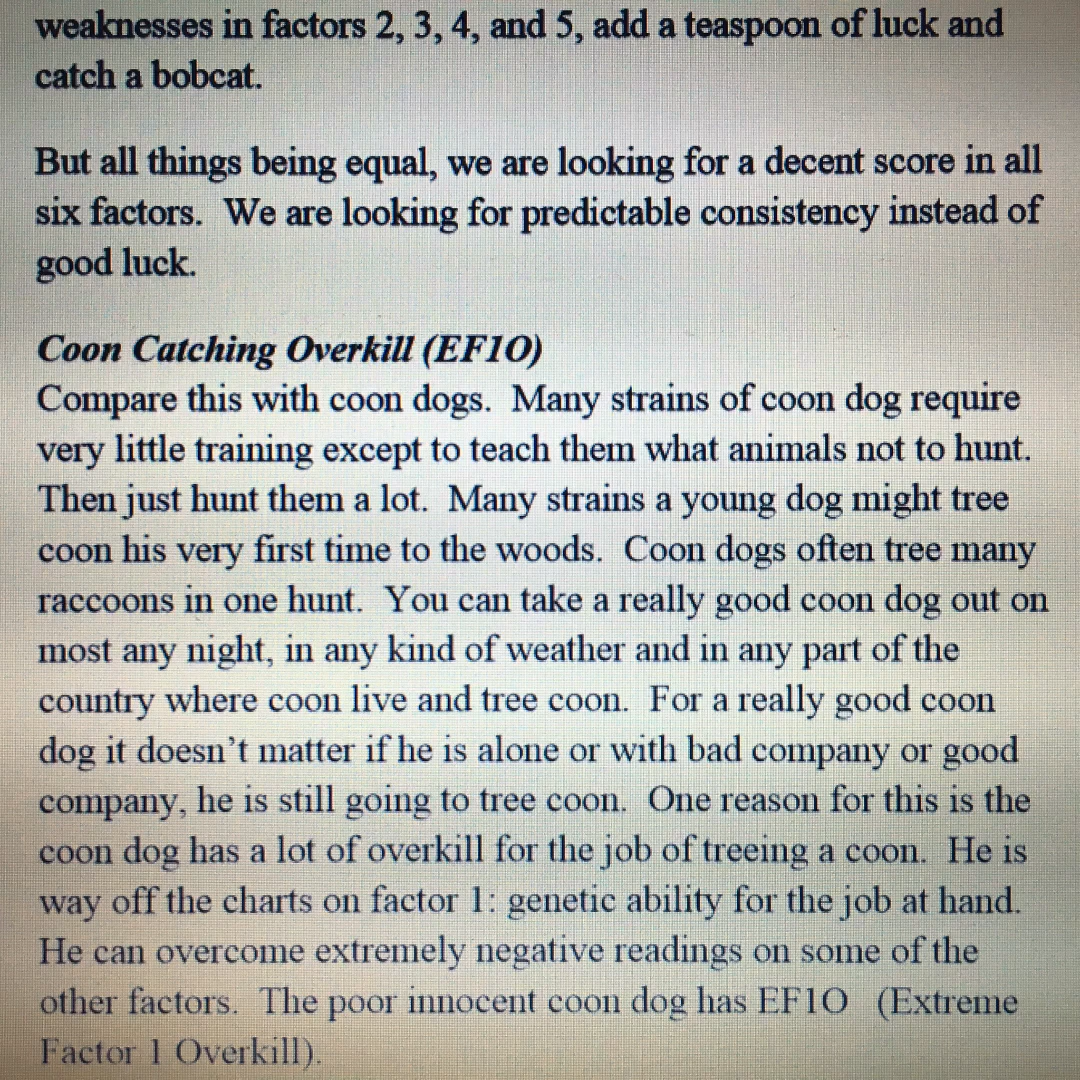 weaknesses in factors 2, 3, 4, and 5, add a teaspoon of luck and
catch a bobcat.
But all things being equal, we are looking for a decent score in all
six factors.  We are looking for predictable consistency instead of
good luck.
Coon Catching Overkill (EF1O)
Compare this with coon dogs.  Many strains of coon dog require
very little training except to teach them what animals not to hunt.
Then just hunt them a lot.  Many strains a young dog might tree
coon his very first time to the woods.  Coon dogs often tree many
raccoons in one hunt.  You can take a really good coon dog out on
most any night, in any kind of weather and in any part of the
country where coon live and tree coon.  For a really good coon
dog it doesn’t matter if he is alone or with bad company or good
company, he is still going to tree coon.  One reason for this is the
coon dog has a lot of overkill for the job of treeing a coon.  He is
way off the charts on factor 1: genetic ability for the job at hand.
He can overcome extremely negative readings on some of the
other factors.  The poor innocent coon dog has EF1O  (Extreme
Factor 1 Overkill).